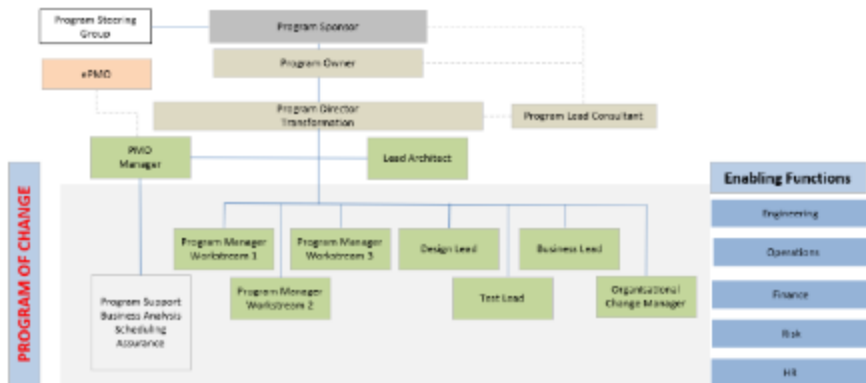 Program Steering
Group
Program Sponsor
Program Owner
ePMO
Program Director
Transformation
Program Lead Consultant
PMO
Manager
Lead Architect
PROGRAM OF CHANGE
Enabling Functions
Engineering
Operations
Finance
Risk
HR
Program Manager
Workstream 1
Program Manager
Workstream 3
Design Lead
Business Lead
Program Manager
Workstream 2
Test Lead
Organisational
Change Manager
Program Support
Business Analysis
Scheduling
Assurance